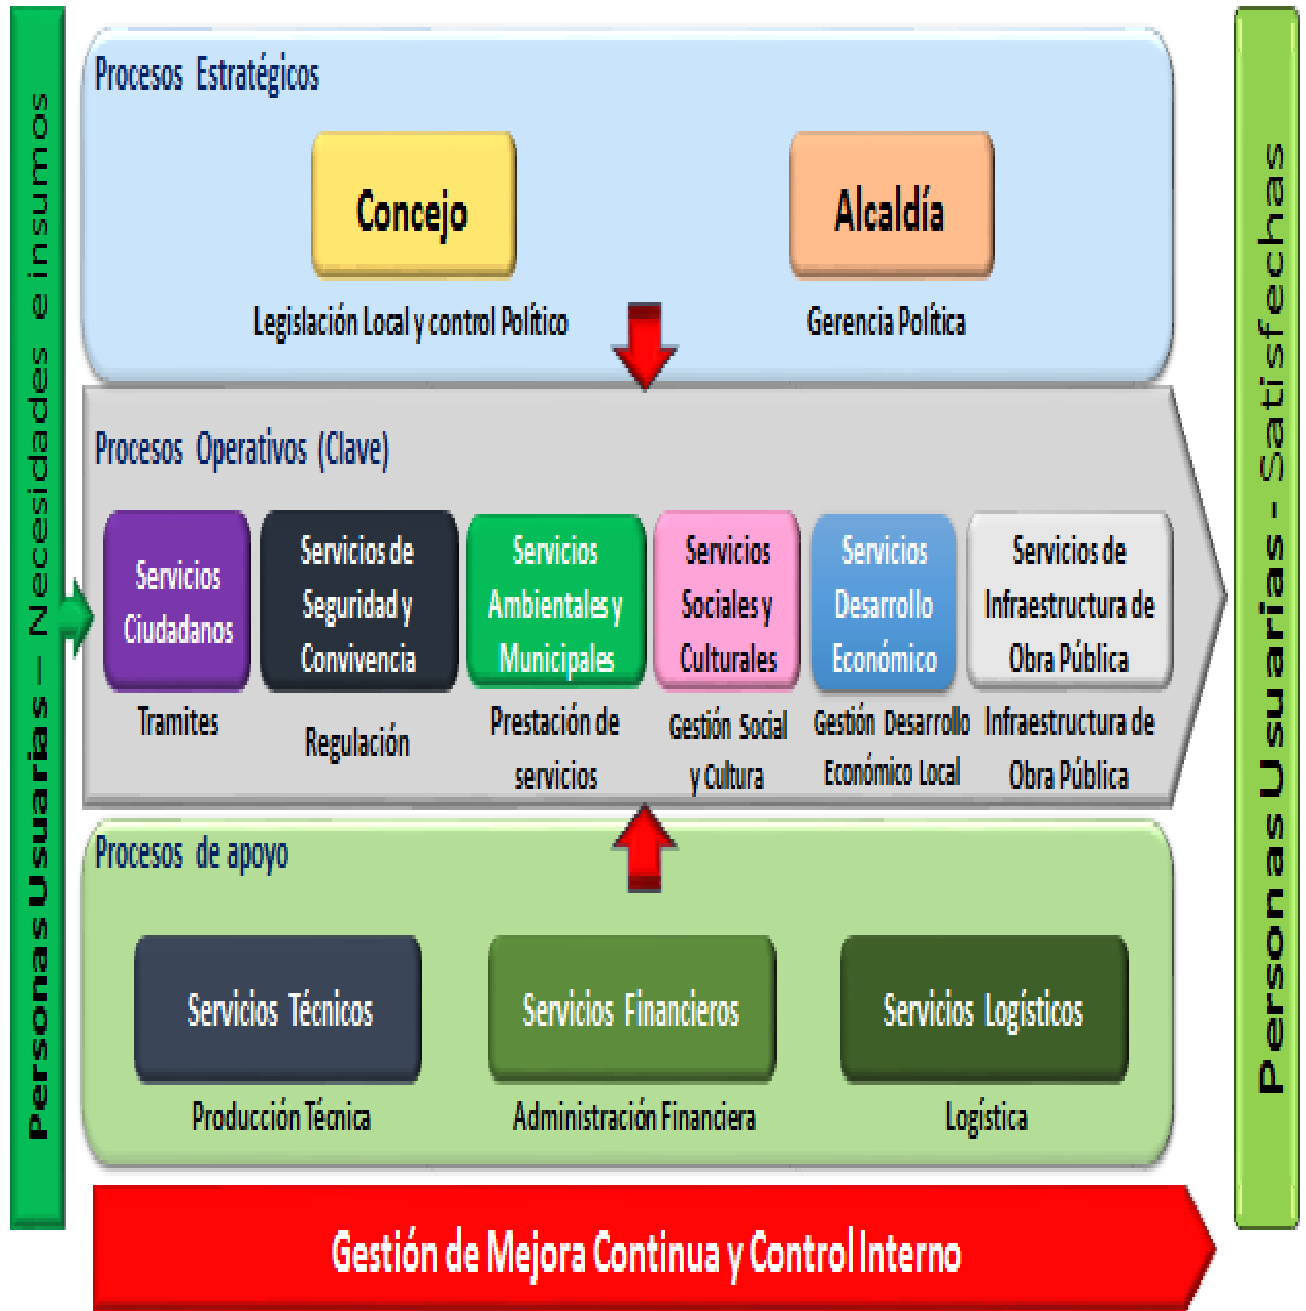 Personas Usuarias – Necesidades e insumos
Procesos Estratégicos
Concejo
Legislación Local y control Político
Alcaldía
Gerencia Política
Procesos Operativos (Clave)
Servicios
Ciudadanos
Tramites
Servicios de
Seguridad y
Convivencia
Regulación
Servicios
Ambientales y
Municipales
Prestación de
servicios
Servicios
Sociales y
Culturales
Gestión Social
y Cultura
Servicios
Desarrollo
Económico
Gestión Desarrollo
Económico Local
Servicios de
Infraestructura de
Obra Pública
Infraestructura de
Obra Pública
Procesos de apoyo
Servicios Técnicos
Producción Técnica
Servicios Financieros
Administración Financiera
Servicios Logísticos
Logística
Gestión de Mejora Continua y Control Interno
Personas Usuarias - Satisfechas